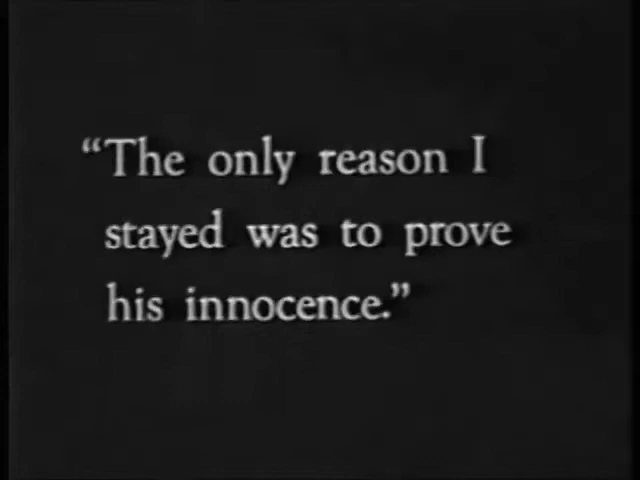 “The only reason I
stayed was to prove
his innocence.”